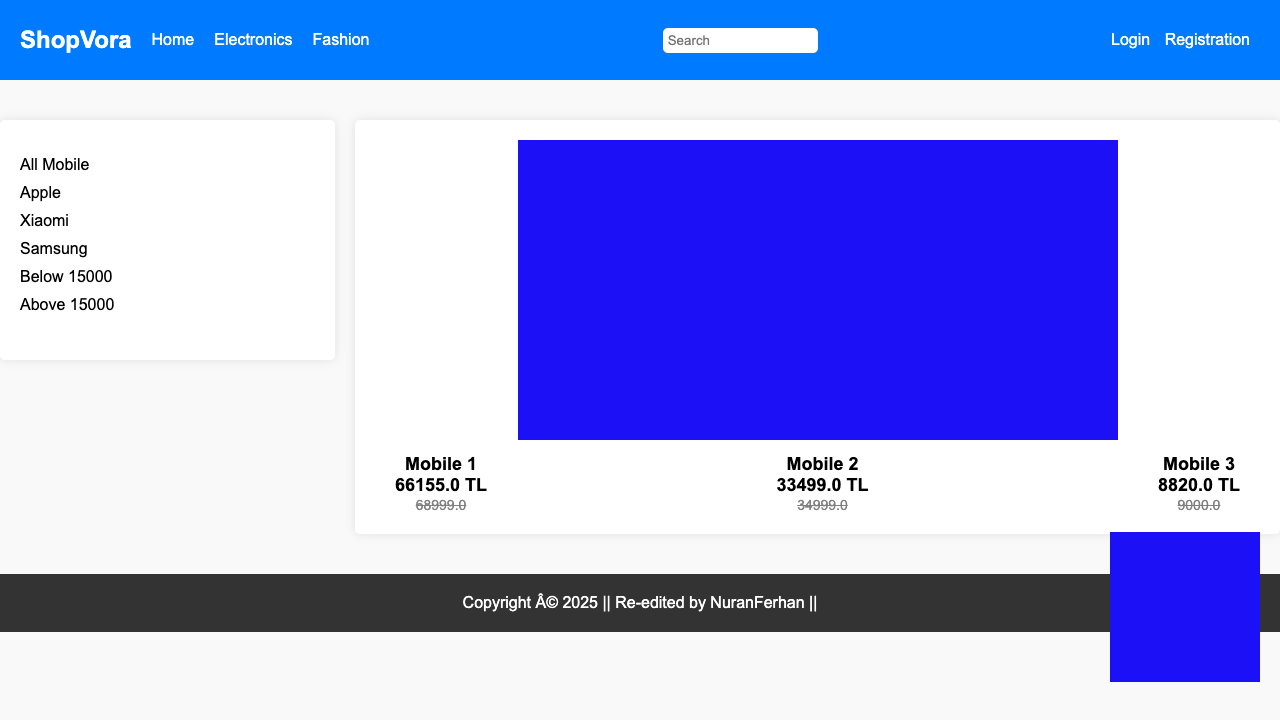 ShopVora Home Electronics Fashion Search Login Registration
All Mobile
Apple
Xiaomi
Samsung
Below 15000
Above 15000
Mobile 1 Mobile 2 Mobile 3
66155.0 TL 33499.0 TL 8820.0 TL
68999.0 34999.0 9000.0
Copyright Â© 2025 || Re-edited by NuranFerhan ||